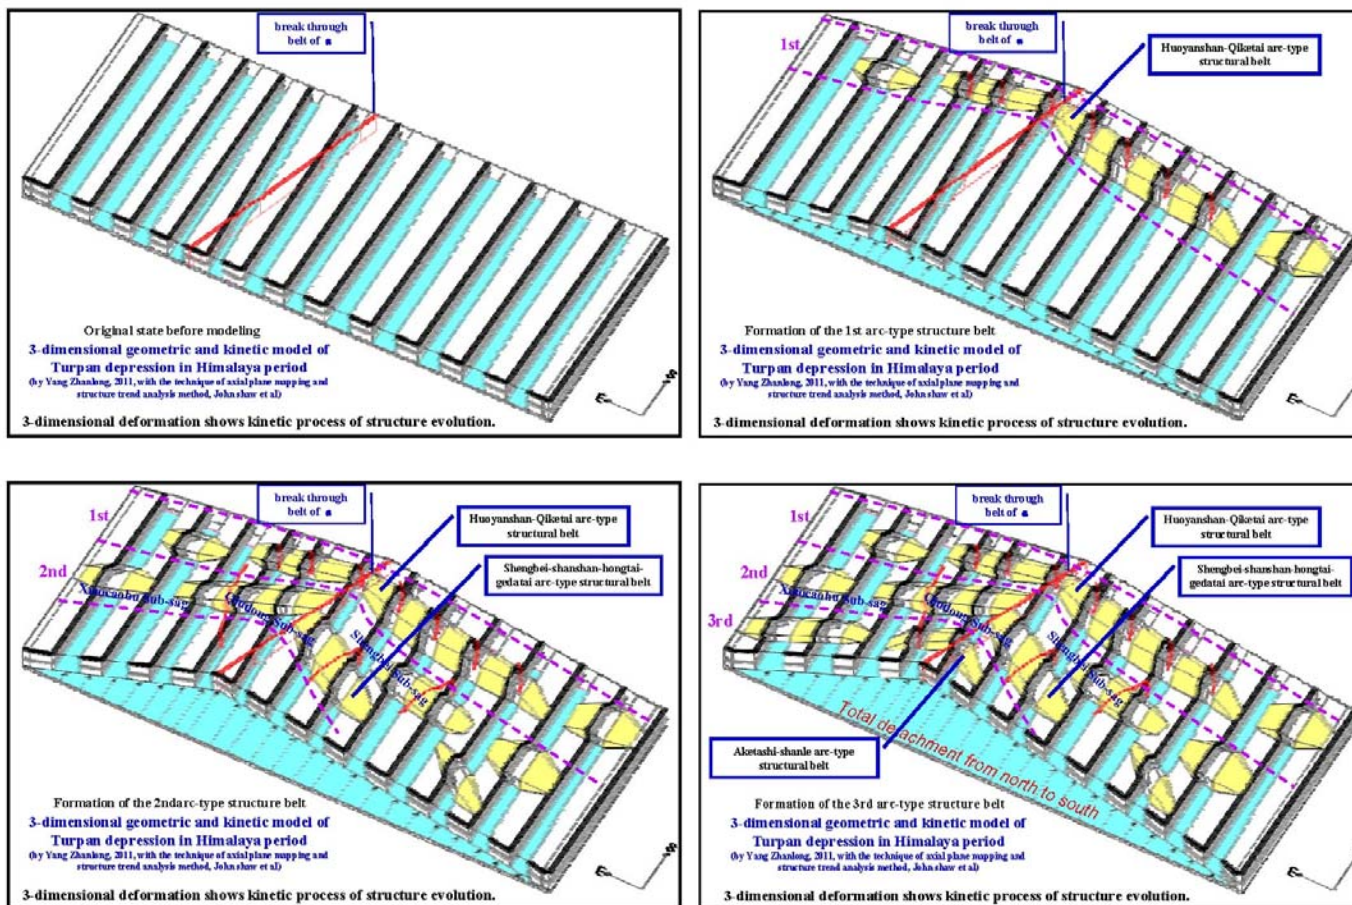 break through
belt of
Original state before modeling
3-dimensional geometric and kinetic model of
Turpan depression in Himalaya period
(by Yang Zhanlong, 2011, with the technique of axial plane mapping and
structure trend analysis method, John shaw et al)
3-dimensional deformation shows kinetic process of structure evolution.
1st
break through
belt of
Huoyanshan-Qiketai arc-type
structural belt
Formation of the 1st arc-type structure belt
3-dimensional geometric and kinetic model of
Turpan depression in Himalaya period
(by Yang Zhanlong, 2011, with the technique of axial plane mapping and
structure trend analysis method, John shaw et al)
3-dimensional deformation shows kinetic process of structure evolution.
break through
belt of
1st
Huoyanshan-Qiketai arc-type
structural belt
2nd
Shengbei-shanshan-hongtai-
gedatai arc-type structural belt
Sub-sag
Qiudong Sub-sag
Shengbei Sub-sag
Formation of the 2ndarc-type structure belt
3-dimensional geometric and kinetic model of
Turpan depression in Himalaya period
(by Yang Zhanlong, 2011, with the technique of axial plane mapping and
structure trend analysis method, John shaw et al)
3-dimensional deformation shows kinetic process of structure evolution.
break through
belt of
1st
Huoyanshan-Qiketai arc-type
structural belt
2nd
Shengbei-shanshan-hongtai-
gedatai arc-type structural belt
3rd
Sub-sag
Qiudong Sub-sag
Shengbei Sub-sag
Total detachment from north to south
Aketashi-shanle arc-type
structural belt
Formation of the 3rd arc-type structure belt
3-dimensional geometric and kinetic model of
Turpan depression in Himalaya period
(by Yang Zhanlong, 2011, with the technique of axial plane mapping and
structure trend analysis method, John shaw et al)
3-dimensional deformation shows kinetic process of structure evolution.